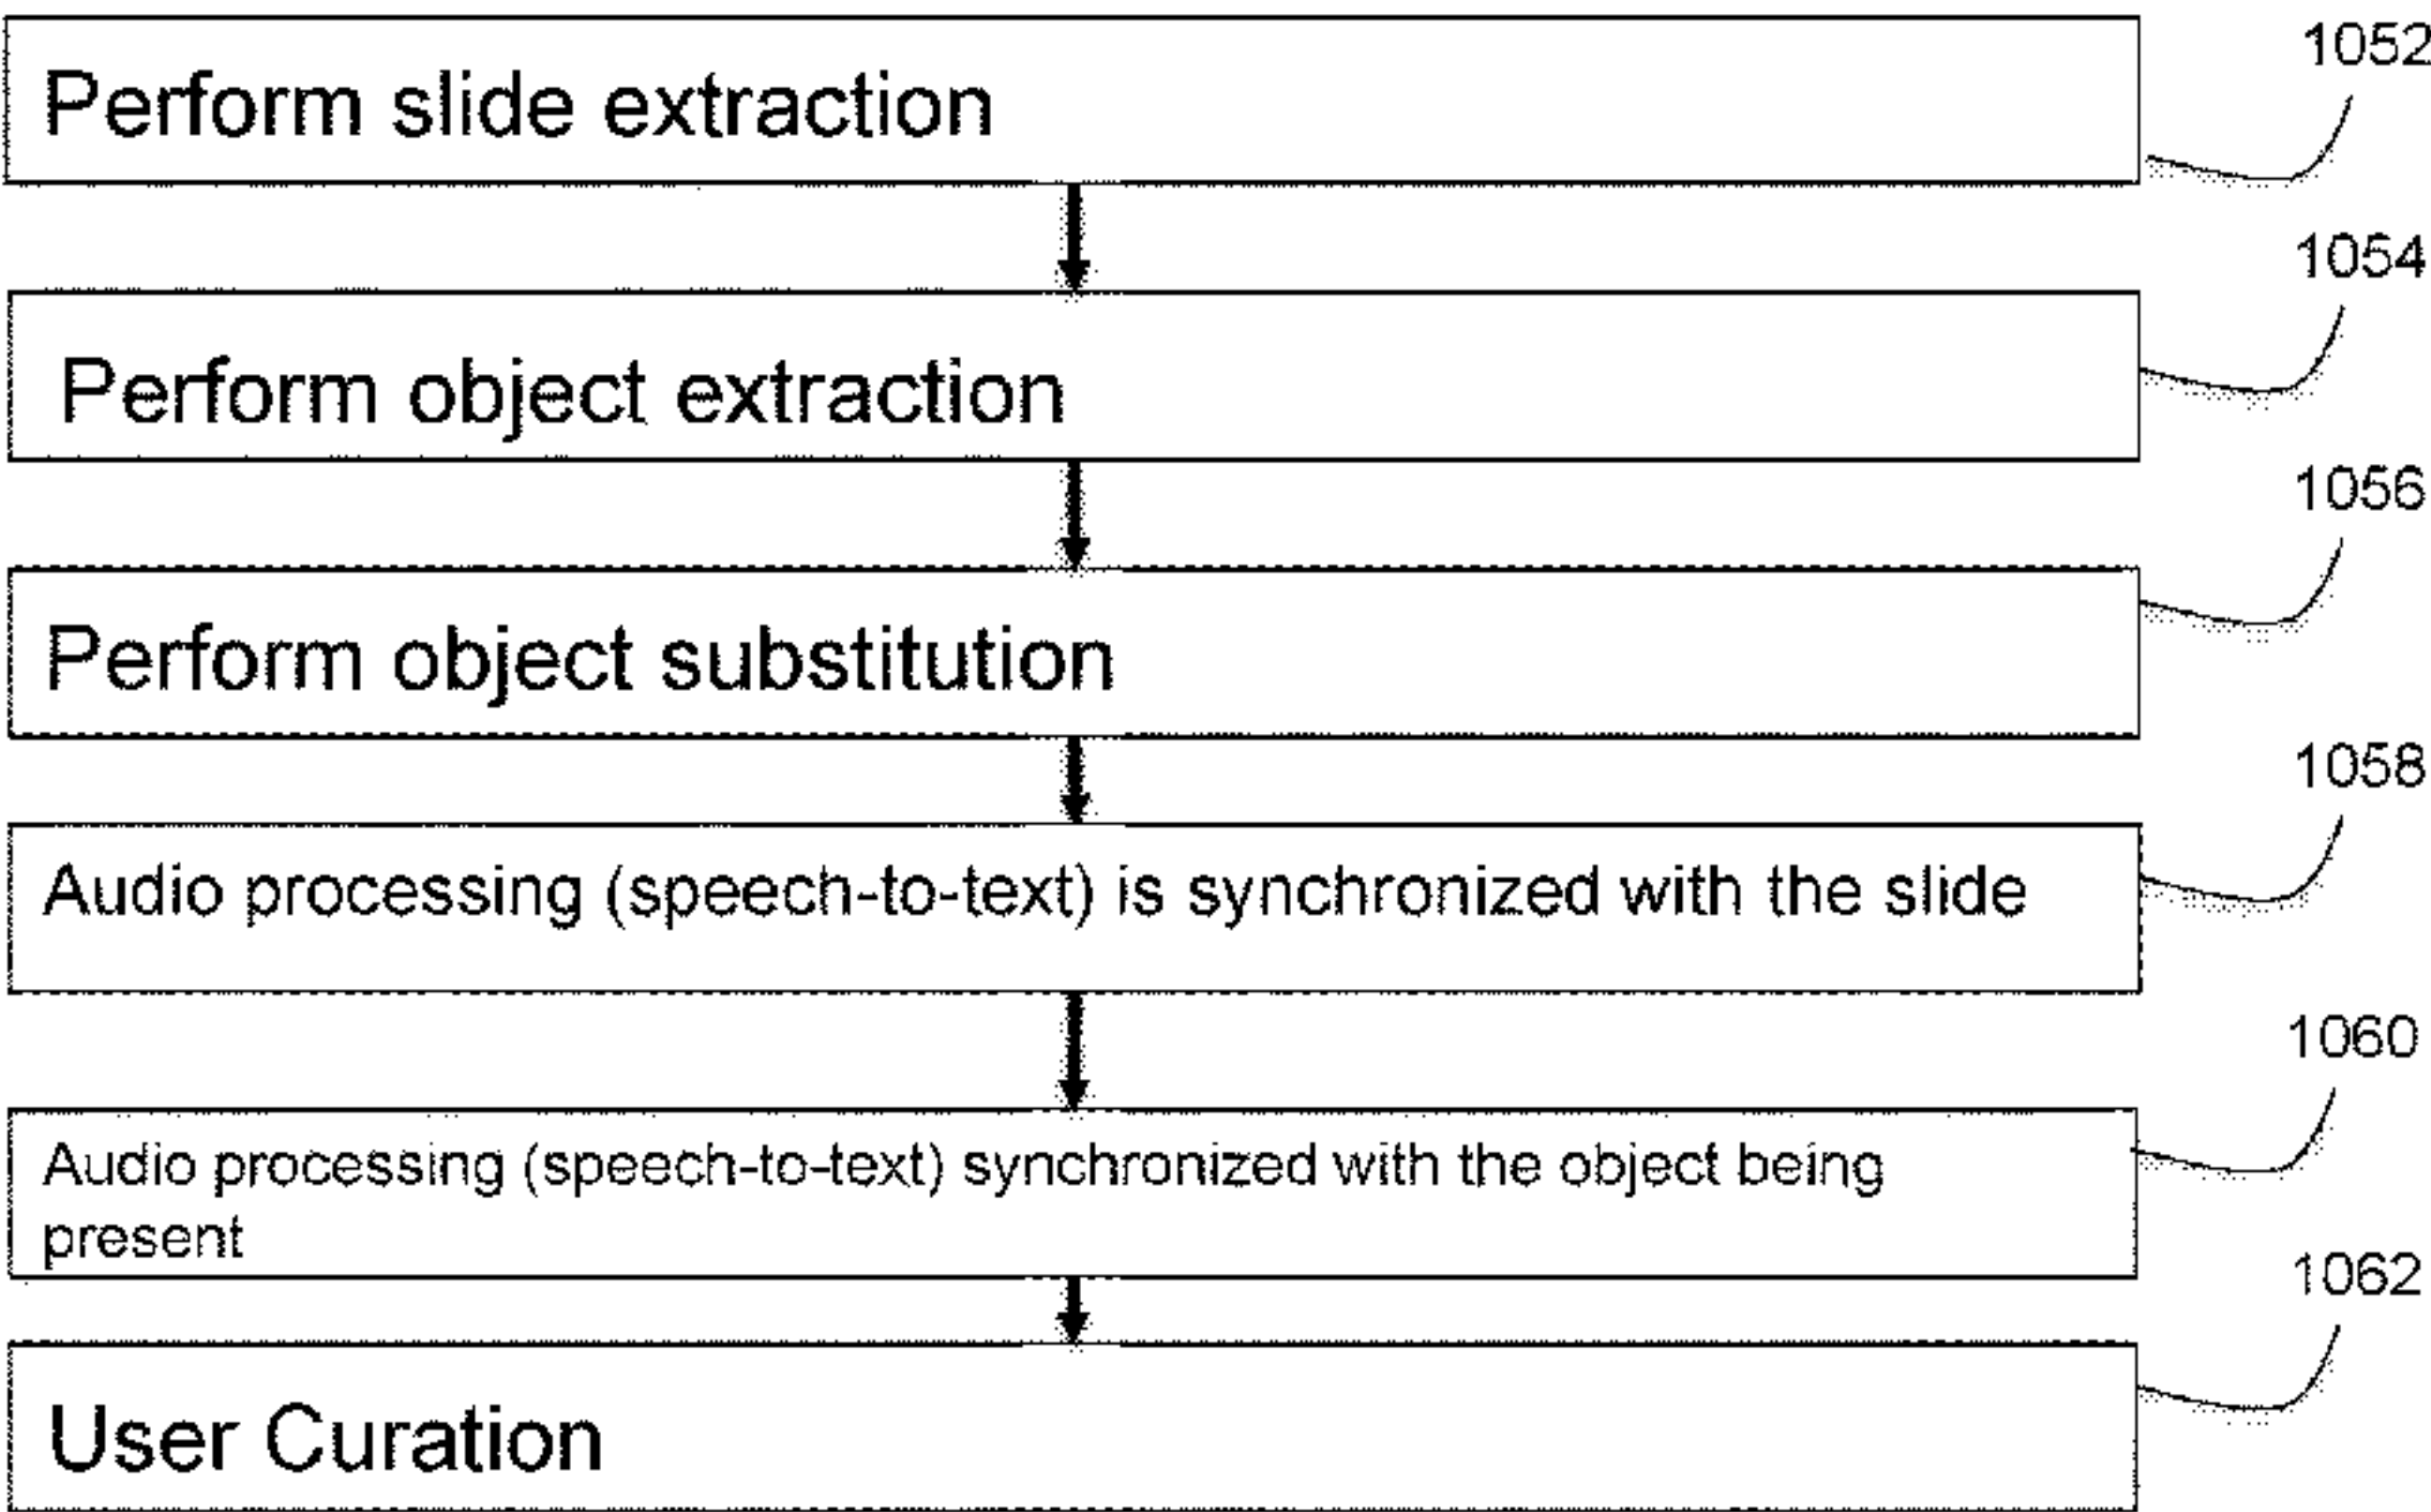 1052
Perform slide extraction
1054
Perform object extraction
1056
Perform object substitution
1058
Audio processing (speech-to-text) is synchronized with the slide
1060
Audio processing (speech-to-text) synchronized with the object being
present
1062
User Curation